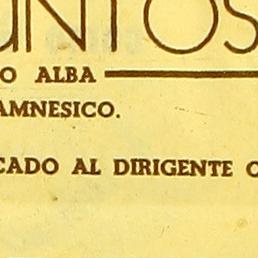 UNTOS
O ALBA
AMNESICO.
CADO AL DIRIGENTE